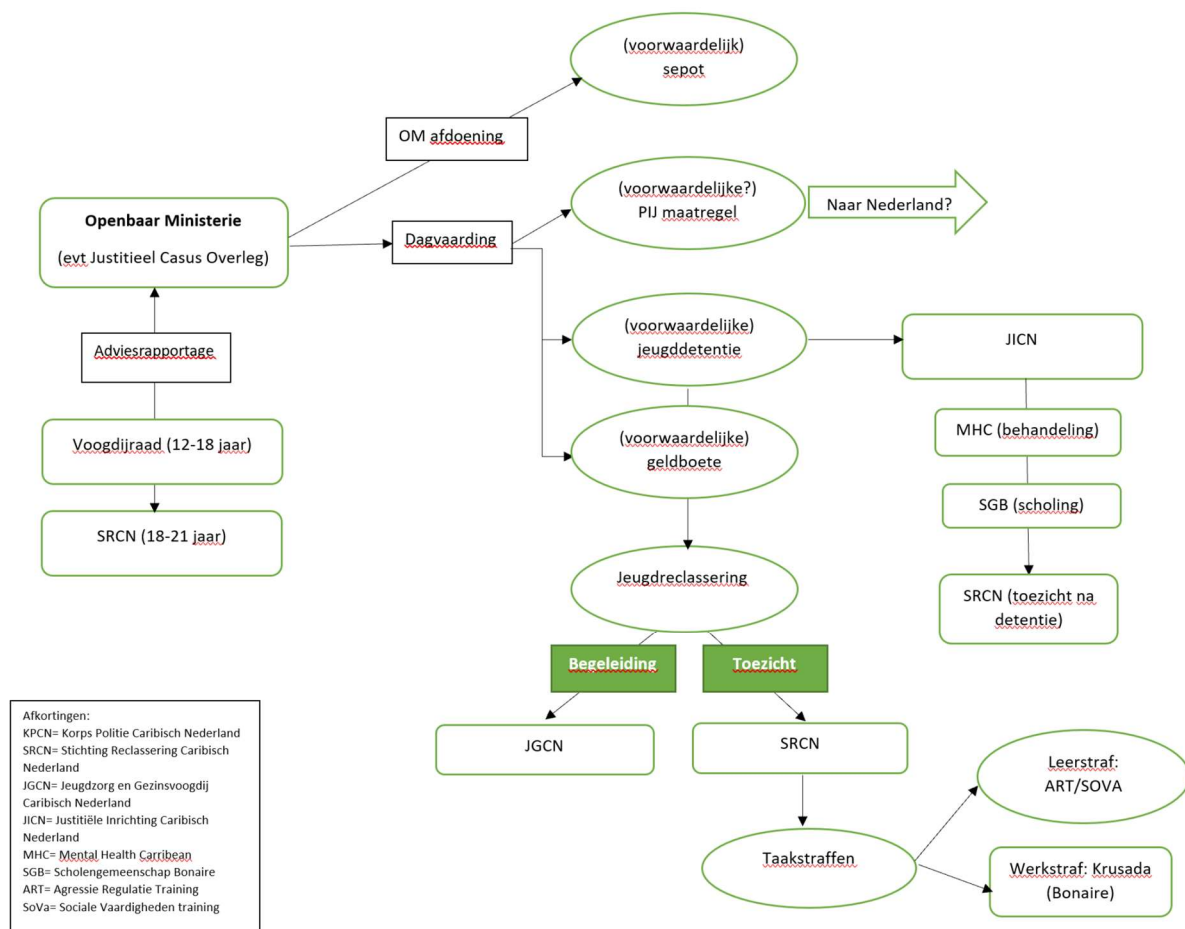 (voorwaardelijk)
sepot
OM afdoening
Openbaar Ministerie
(evt Justitieel Casus Overleg)
(voorwaardelijke?)
PIJ maatregel
Naar Nederland?
Dagvaarding
Adviesrapportage
(voorwaardelijke)
jeugddetentie
JICN
Voogdijraad (12-18 jaar)
(voorwaardelijke)
geldboete
MHC (behandeling)
SGB (scholing)
SRCN (18-21 jaar)
Jeugdreclassering
SRCN (toezicht na
detentie)
Begeleiding
Toezicht
JGCN
SRCN
Leerstraf:
ART/SOVA
Taakstraffen
Werkstraf: Krusada
(Bonaire)
Afkortingen:
KPCN= Korps Politie Caribisch Nederland
SRCN= Stichting Reclassering Caribisch
Nederland
JGCN= Jeugdzorg en Gezinsvoogdij
Caribisch Nederland
JICN= Justitiële Inrichting Caribisch
Nederland
MHC= Mental Health Carribean
SGB= Scholengemeenschap Bonaire
ART= Agressie Regulatie Training
SoVa= Sociale Vaardigheden training